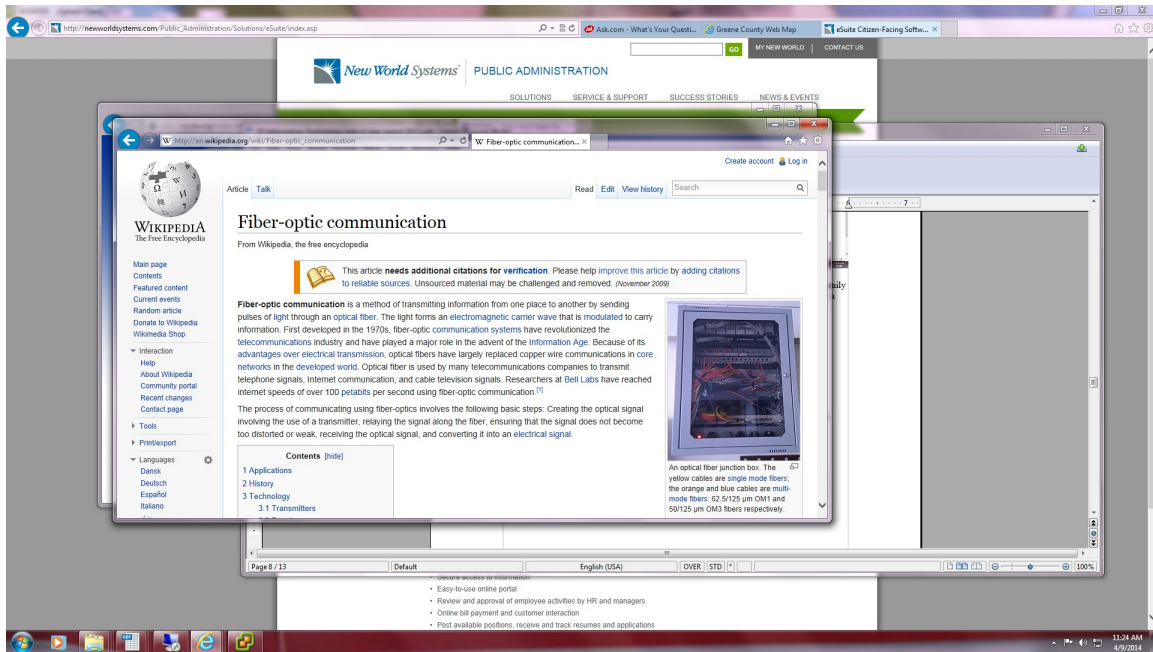 http://newworldsystems.com/Public_Administration/Solutions/eSuite/index.asp
Ask.com - What's Your Questi...
Greene County Web Map
eSuite Citizen-Facing Softw...
GO
MY NEW WORLD | CONTACT US
New World Systems
PUBLIC ADMINISTRATION
SOLUTIONS SERVICE & SUPPORT SUCCESS STORIES NEWS & EVENTS
http://en.wikipedia.org/wiki/Fiber-optic_communication
W Fiber-optic communication...
Create account Log in
Article Talk
Read Edit View history Search
WIKIPEDIA
The Free Encyclopedia
Main page
Contents
Featured content
Current events
Random article
Donate to Wikipedia
Wikimedia Shop
Interaction
Help
About Wikipedia
Community portal
Recent changes
Contact page
Tools
Print/export
Languages
Dansk
Deutsch
Español
Italiano
Fiber-optic communication
From Wikipedia, the free encyclopedia
This article needs additional citations for verification. Please help improve this article by adding citations
to reliable sources. Unsourced material may be challenged and removed. (November 2009)
Fiber-optic communication is a method of transmitting information from one place to another by sending
pulses of light through an optical fiber. The light forms an electromagnetic carrier wave that is modulated to carry
information. First developed in the 1970s, fiber-optic communication systems have revolutionized the
telecommunications industry and have played a major role in the advent of the Information Age. Because of its
advantages over electrical transmission, optical fibers have largely replaced copper wire communications in core
networks in the developed world. Optical fiber is used by many telecommunications companies to transmit
telephone signals, Internet communication, and cable television signals. Researchers at Bell Labs have reached
internet speeds of over 100 petabits per second using fiber-optic communication.[1]
The process of communicating using fiber-optics involves the following basic steps: Creating the optical signal
involving the use of a transmitter, relaying the signal along the fiber, ensuring that the signal does not become
too distorted or weak, receiving the optical signal, and converting it into an electrical signal.
Contents [hide]
1 Applications
2 History
3 Technology
3.1 Transmitters
An optical fiber junction box. The
yellow cables are single mode fibers;
the orange and blue cables are multi-
mode fibers: 62.5/125 μm OM1 and
50/125 μm OM3 fibers respectively.
6 7
Page 8 / 13 Default English (USA) OVER STD * 100%
Secure access to information
Easy-to-use online portal
Review and approval of employee activities by HR and managers
Online bill payment and customer interaction
Post available positions, receive and track resumes and applications
11:24 AM
4/9/2014